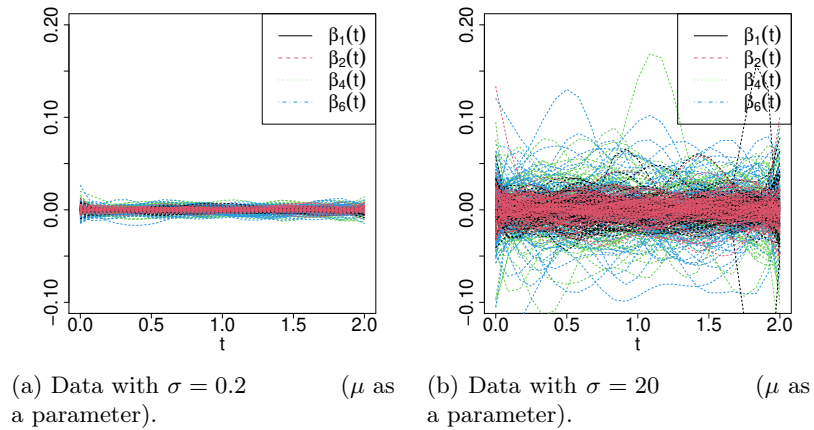 0.20
0.10
0.00
−0.10
0.0 0.5 1.0 1.5 2.0
t
β₁(t)
β₂(t)
β₄(t)
β₆(t)
(a) Data with σ = 0.2 (μ as
a parameter).
0.20
0.10
0.00
−0.10
0.0 0.5 1.0 1.5 2.0
t
β₁(t)
β₂(t)
β₄(t)
β₆(t)
(b) Data with σ = 20 (μ as
a parameter).